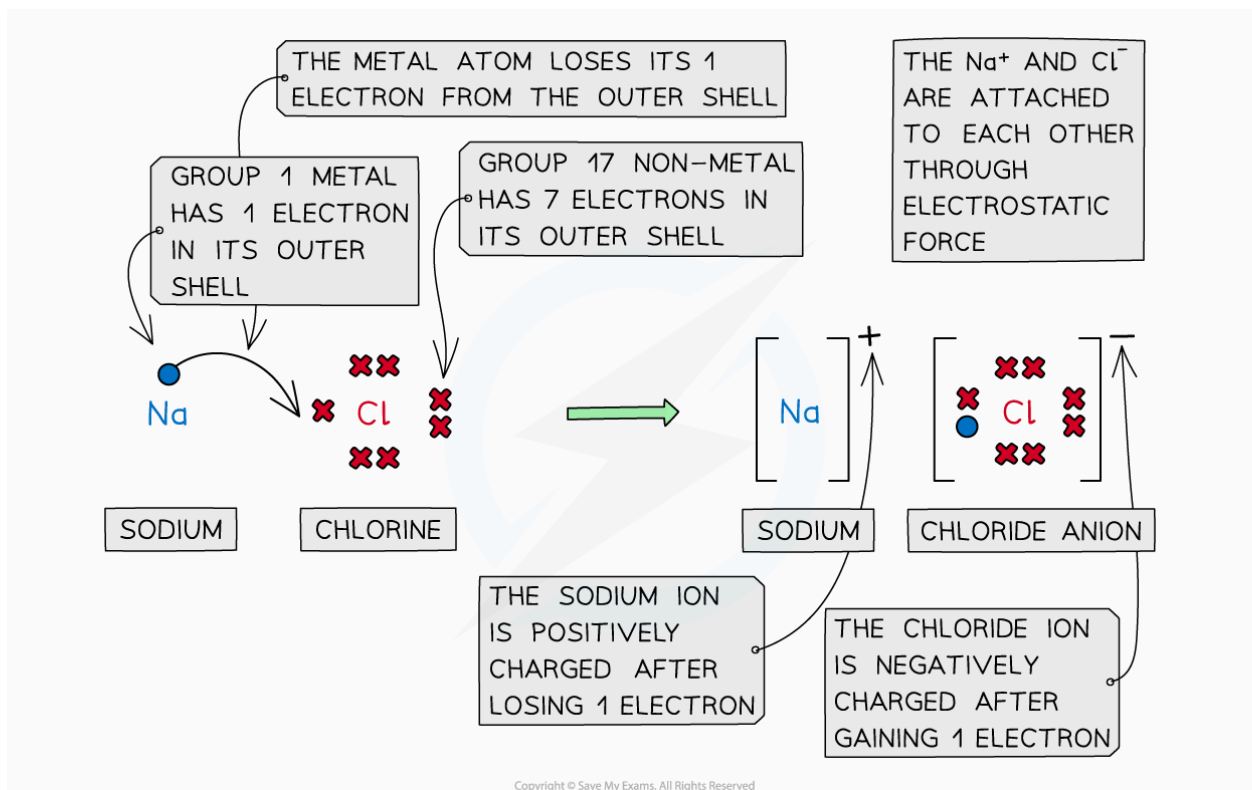 THE METAL ATOM LOSES ITS 1
ELECTRON FROM THE OUTER SHELL
THE Na⁺ AND Cl⁻
ARE ATTACHED
TO EACH OTHER
THROUGH
ELECTROSTATIC
FORCE
GROUP 1 METAL
HAS 1 ELECTRON
IN ITS OUTER
SHELL
GROUP 17 NON-METAL
HAS 7 ELECTRONS IN
ITS OUTER SHELL
Na
Cl
Na
+
Cl
−
SODIUM
CHLORINE
SODIUM
CHLORIDE ANION
THE SODIUM ION
IS POSITIVELY
CHARGED AFTER
LOSING 1 ELECTRON
THE CHLORIDE ION
IS NEGATIVELY
CHARGED AFTER
GAINING 1 ELECTRON
Copyright © Save My Exams. All Rights Reserved